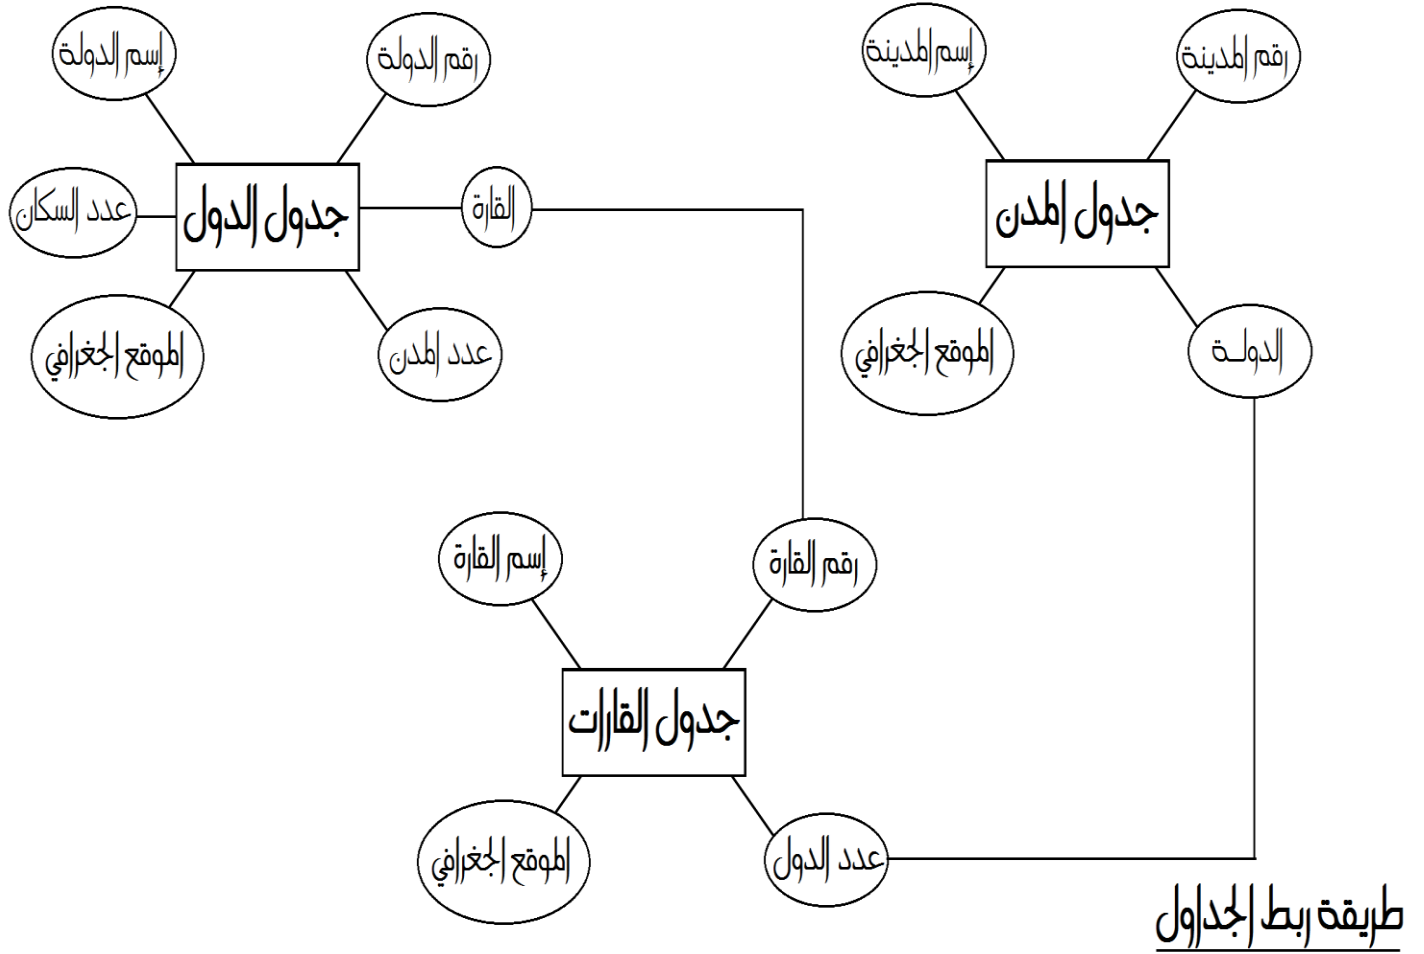 رقم المدينة
إسم المدينة
جدول المدن
الدولــة
الموقع الجغرافي
رقم الدولة
إسم الدولة
القارة
جدول الدول
عدد السكان
عدد المدن
الموقع الجغرافي
رقم القارة
إسم القارة
جدول القارات
عدد الدول
الموقع الجغرافي
طريقة ربط الجداول